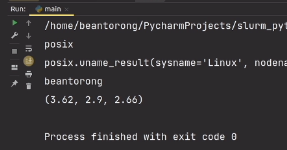 Run:
main
/home/beantorong/PycharmProjects/slurm_pyt
posix
posix.uname_result(sysname='Linux', nodena
beantorong
(3.62, 2.9, 2.66)
Process finished with exit code 0